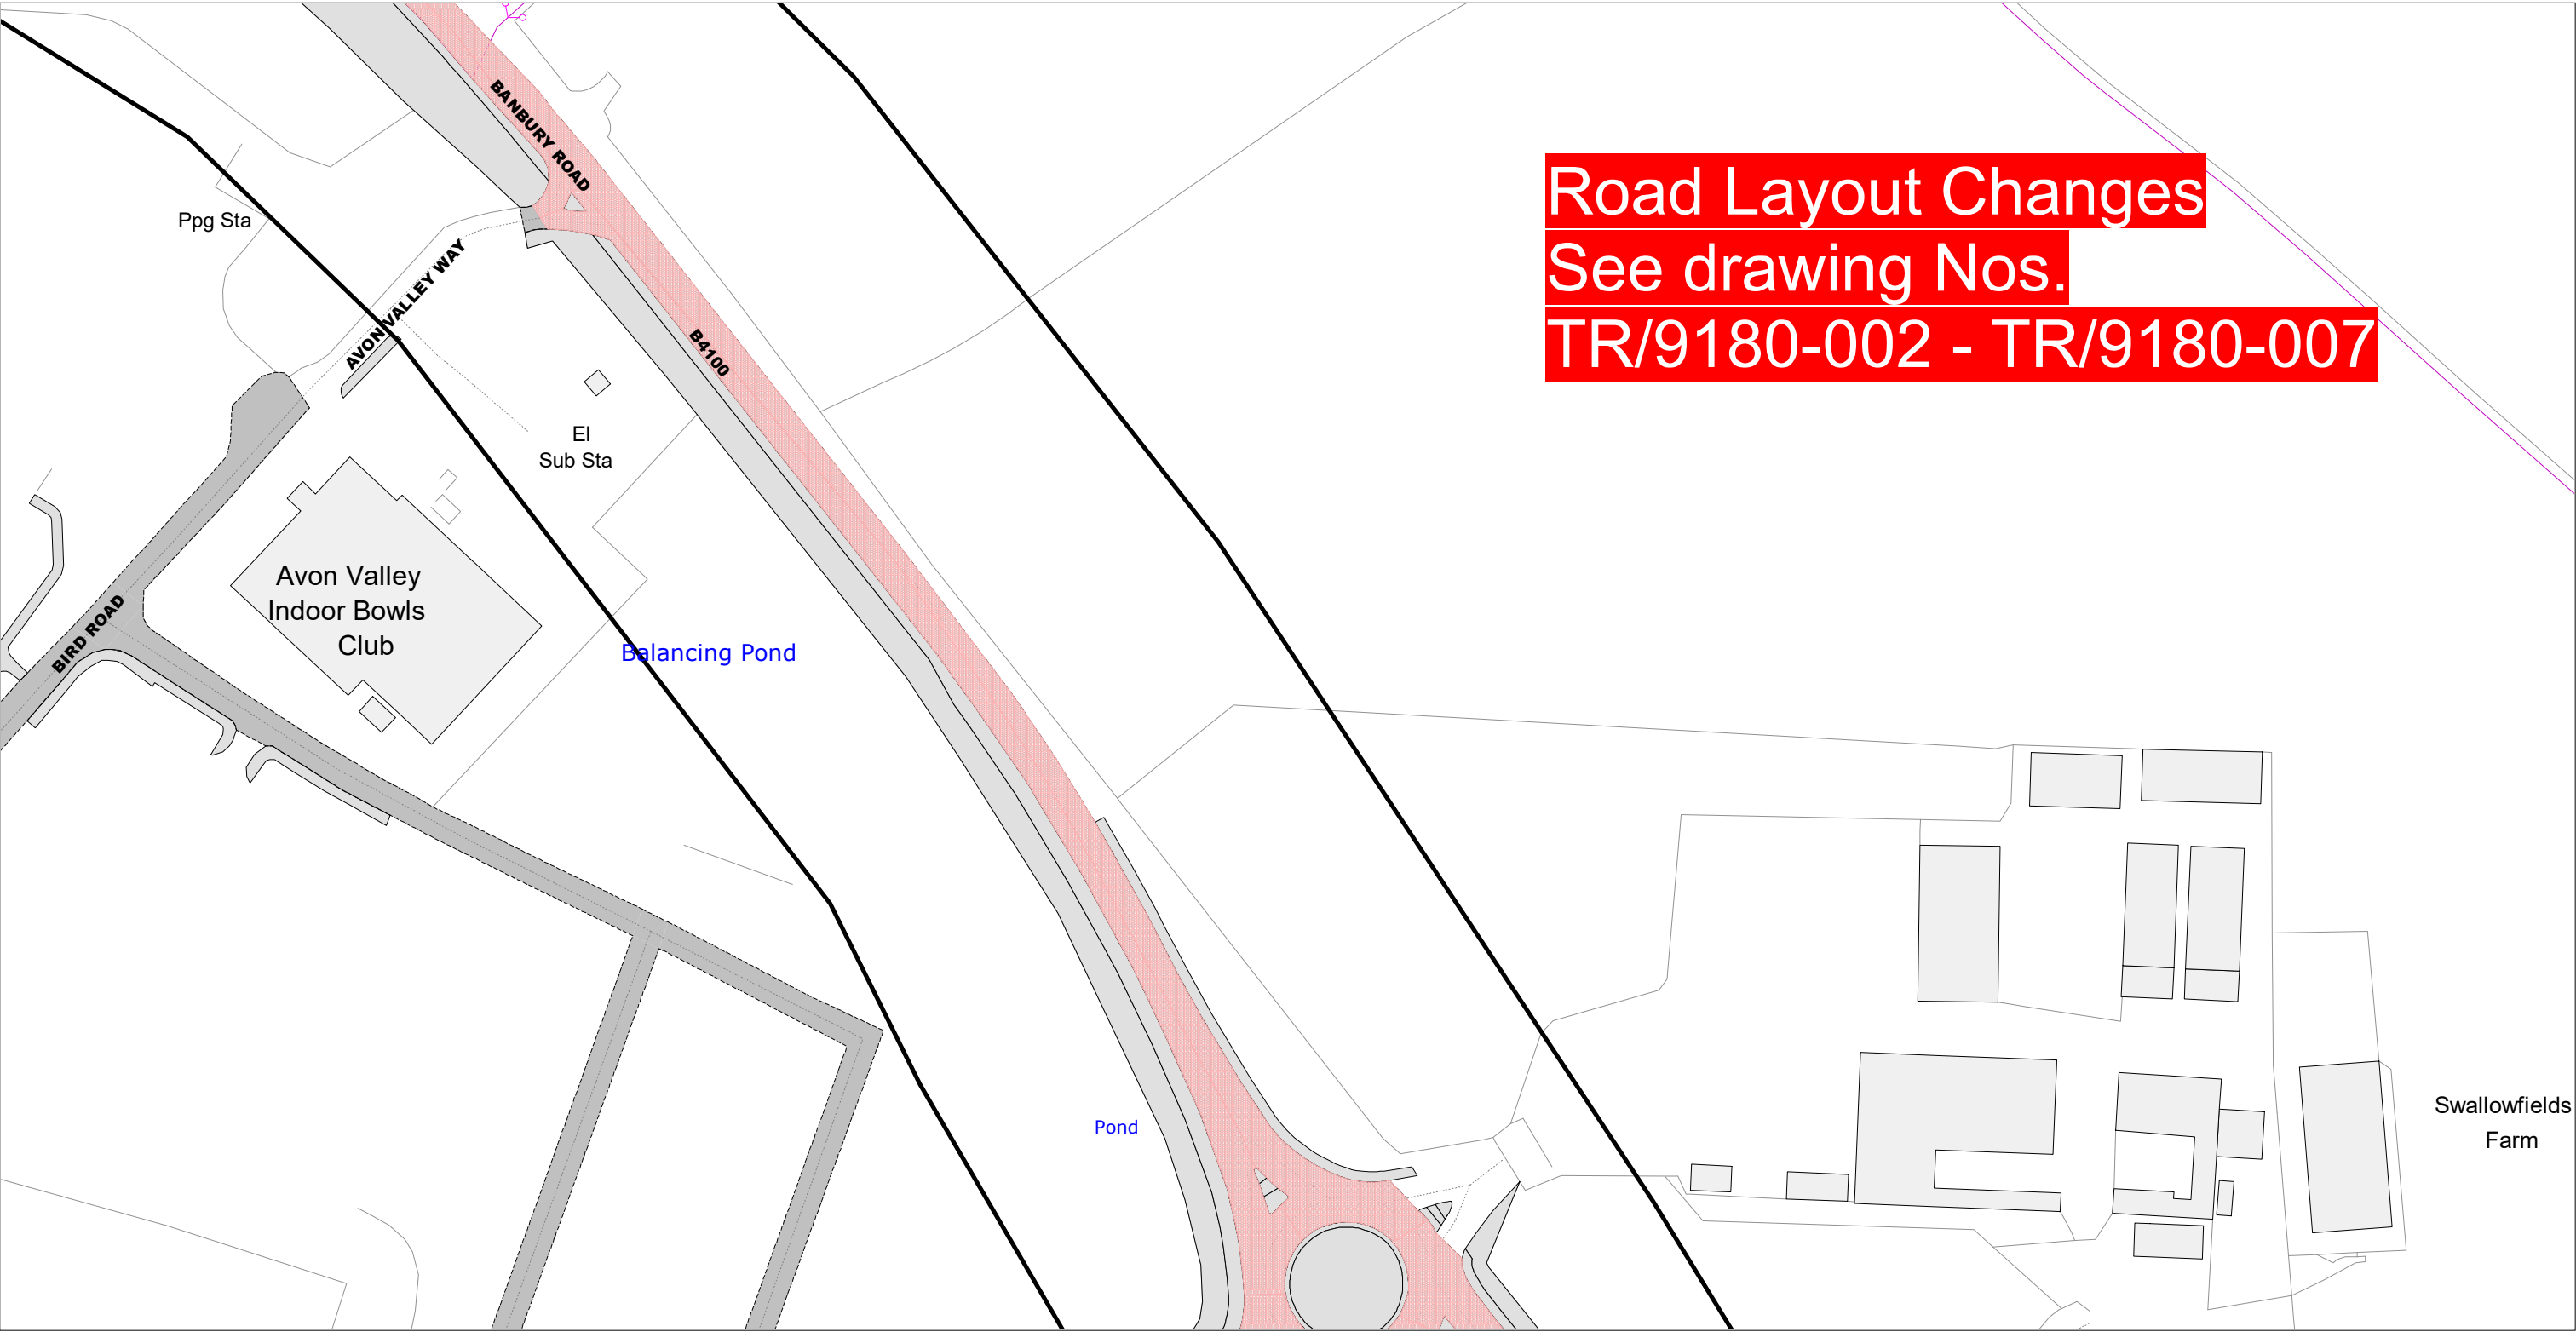 BANBURY ROAD
Road Layout Changes
See drawing Nos.
TR/9180-002 - TR/9180-007
Ppg Sta
AVON VALLEY WAY
B4100
El
Sub Sta
Avon Valley
Indoor Bowls
Club
BIRD ROAD
Balancing Pond
Pond
Swallowfields
Farm